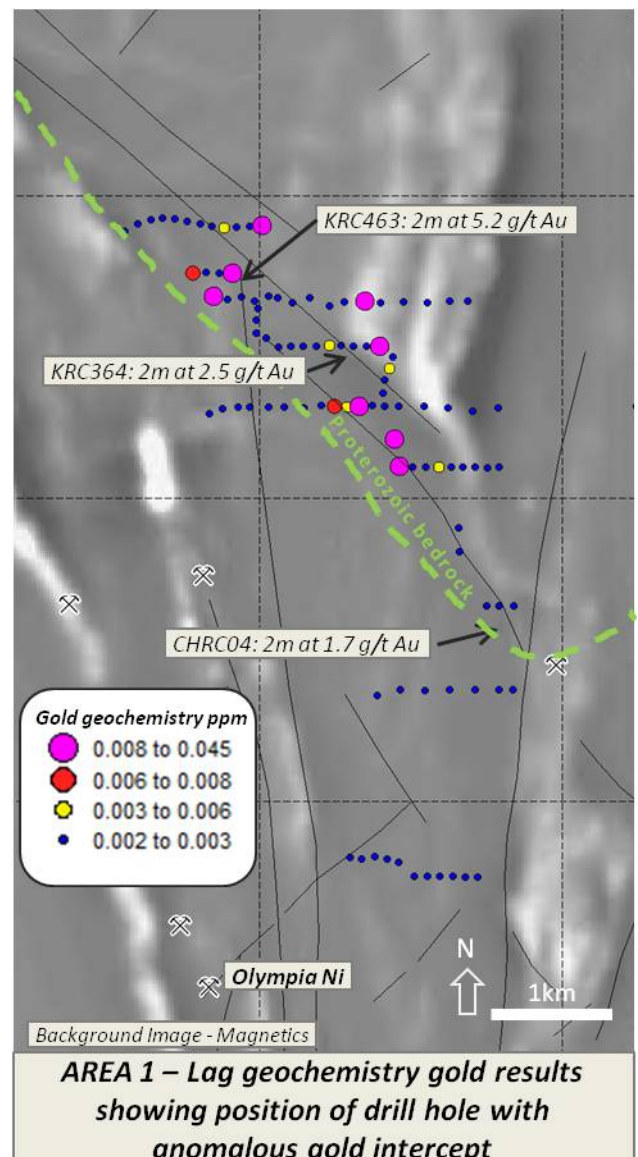 KRC463: 2m at 5.2 g/t Au
KRC364: 2m at 2.5 g/t Au
Proterozoic bedrock
CHRC04: 2m at 1.7 g/t Au
Gold geochemistry ppm
0.008 to 0.045
0.006 to 0.008
0.003 to 0.006
0.002 to 0.003
Olympia Ni
N
1km
Background Image - Magnetics
AREA 1 – Lag geochemistry gold results
showing position of drill hole with
anomalous gold intercept